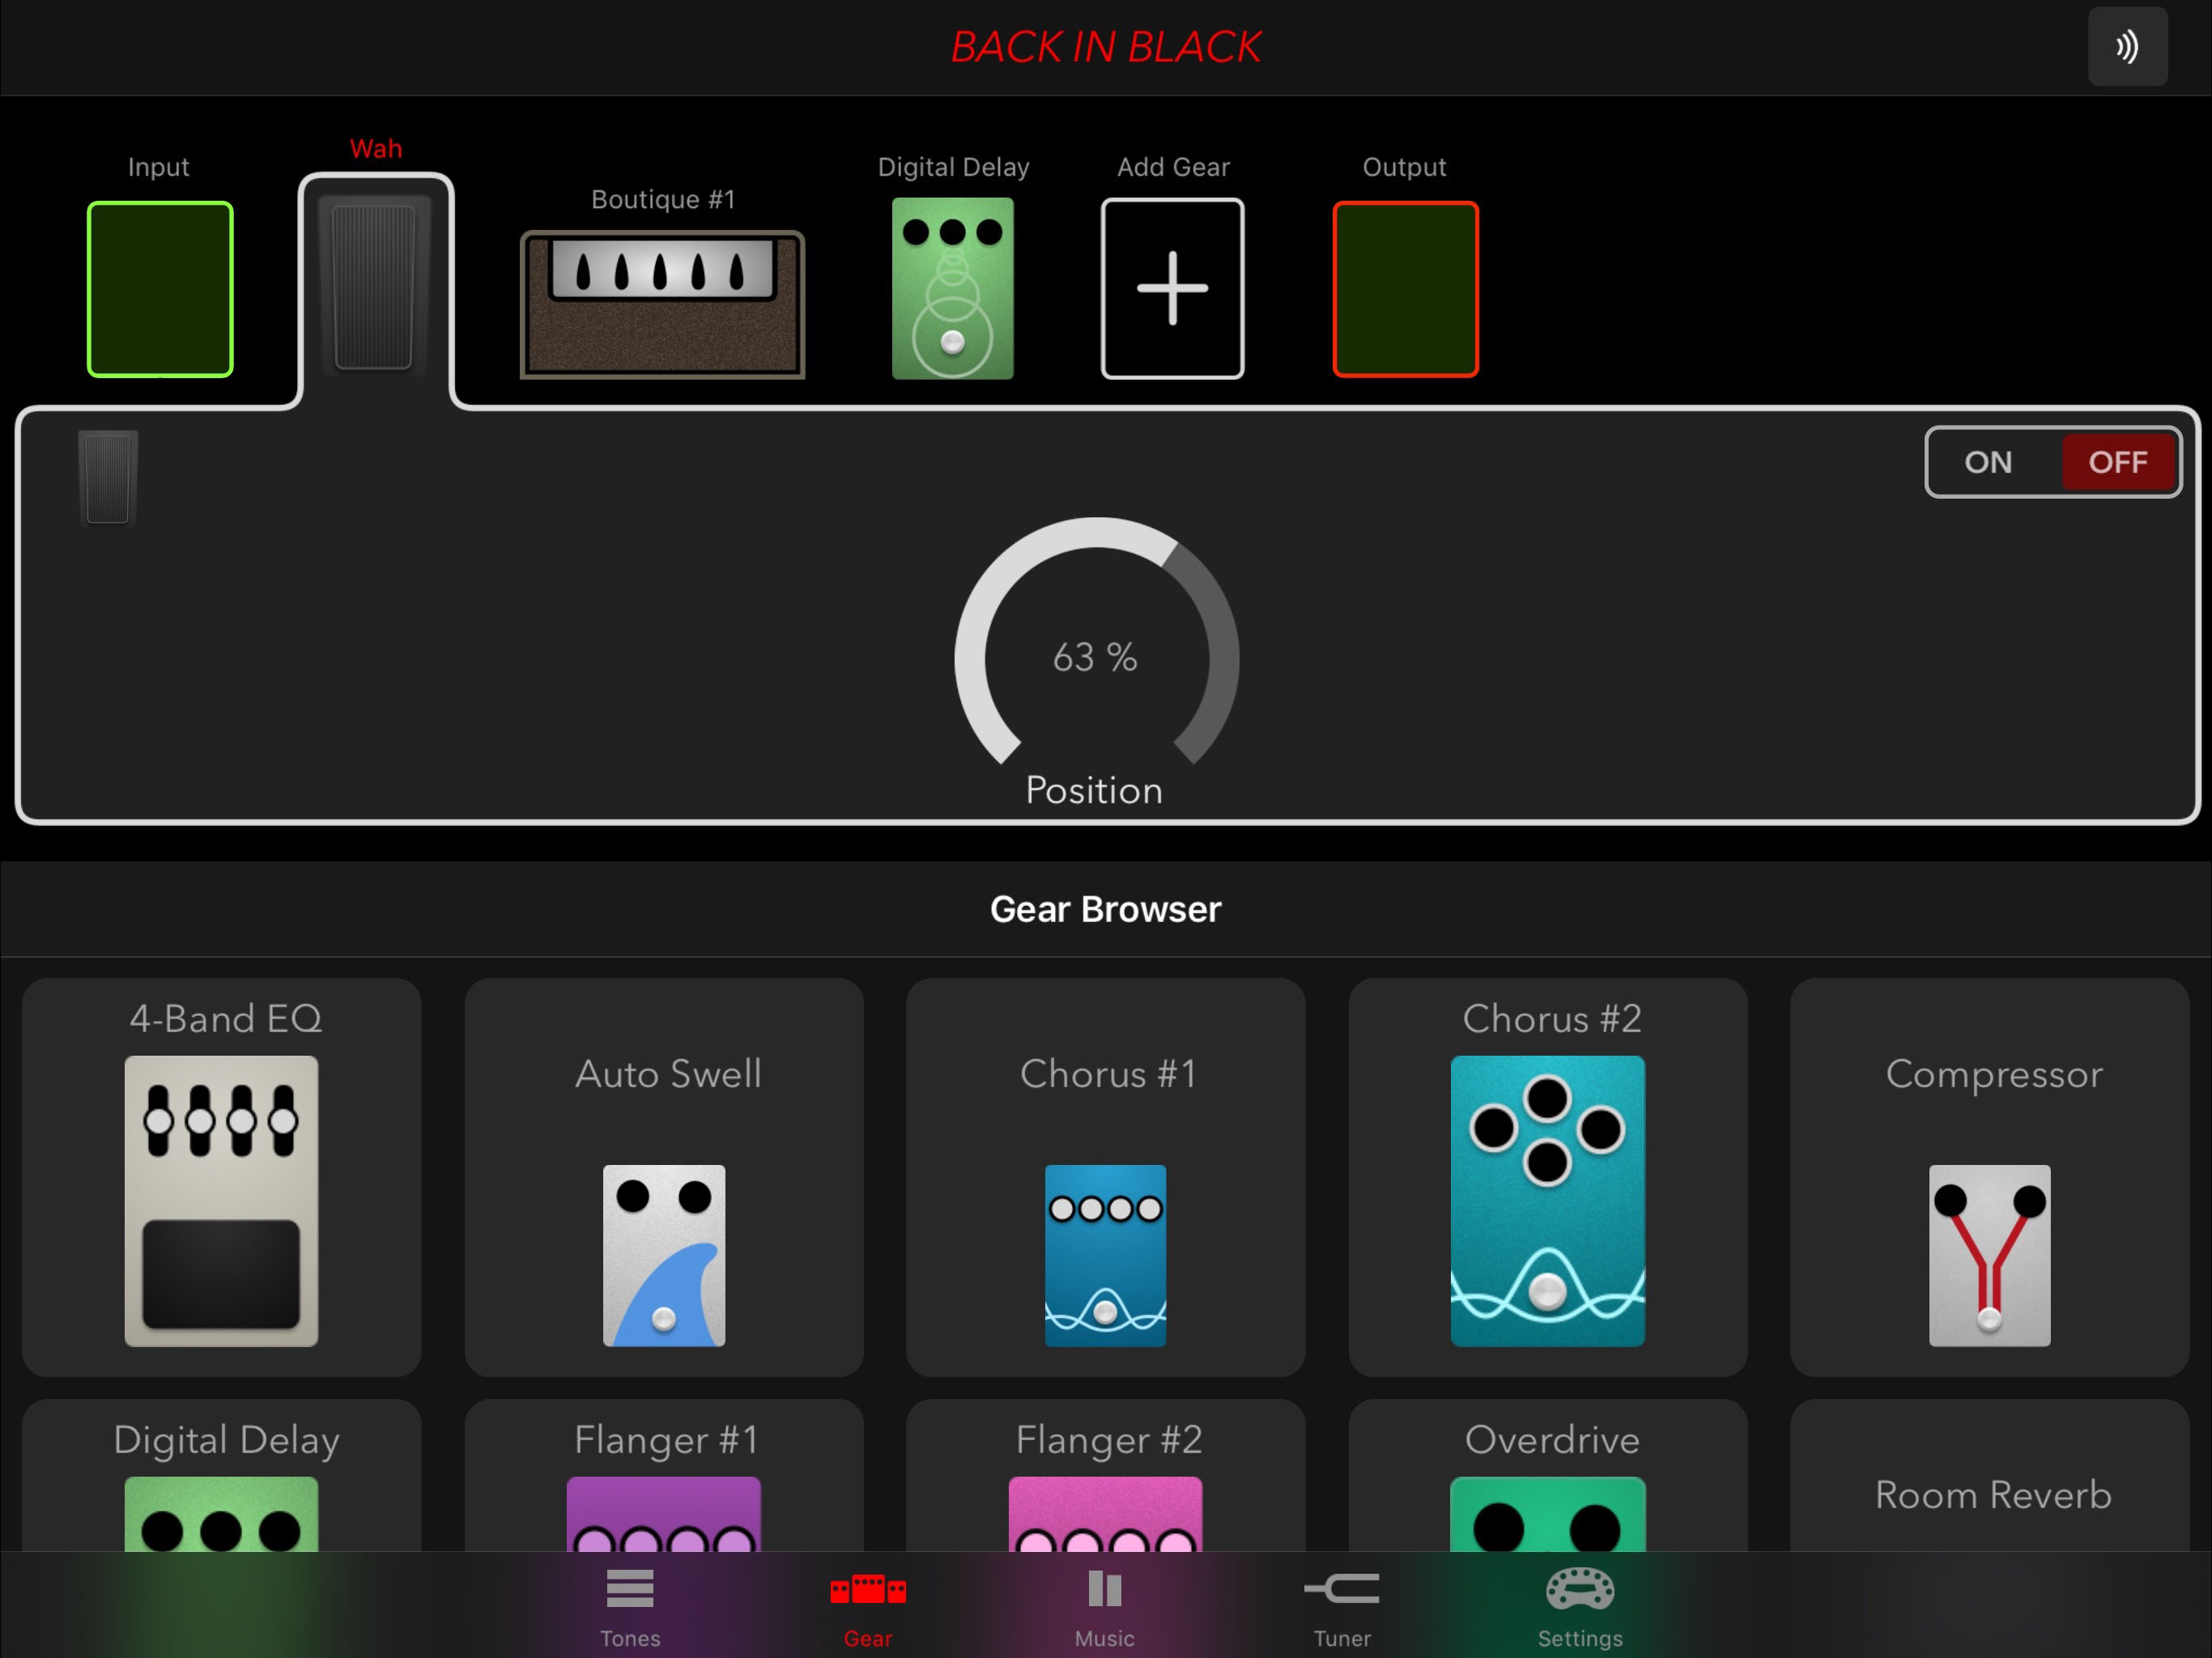 BACK IN BLACK
Input
Wah
Boutique #1
Digital Delay
Add Gear
Output
ON
OFF
63 %
Position
Gear Browser
4-Band EQ
Auto Swell
Chorus #1
Chorus #2
Compressor
Digital Delay
Flanger #1
Flanger #2
Overdrive
Room Reverb
Tones
Gear
Music
Tuner
Settings